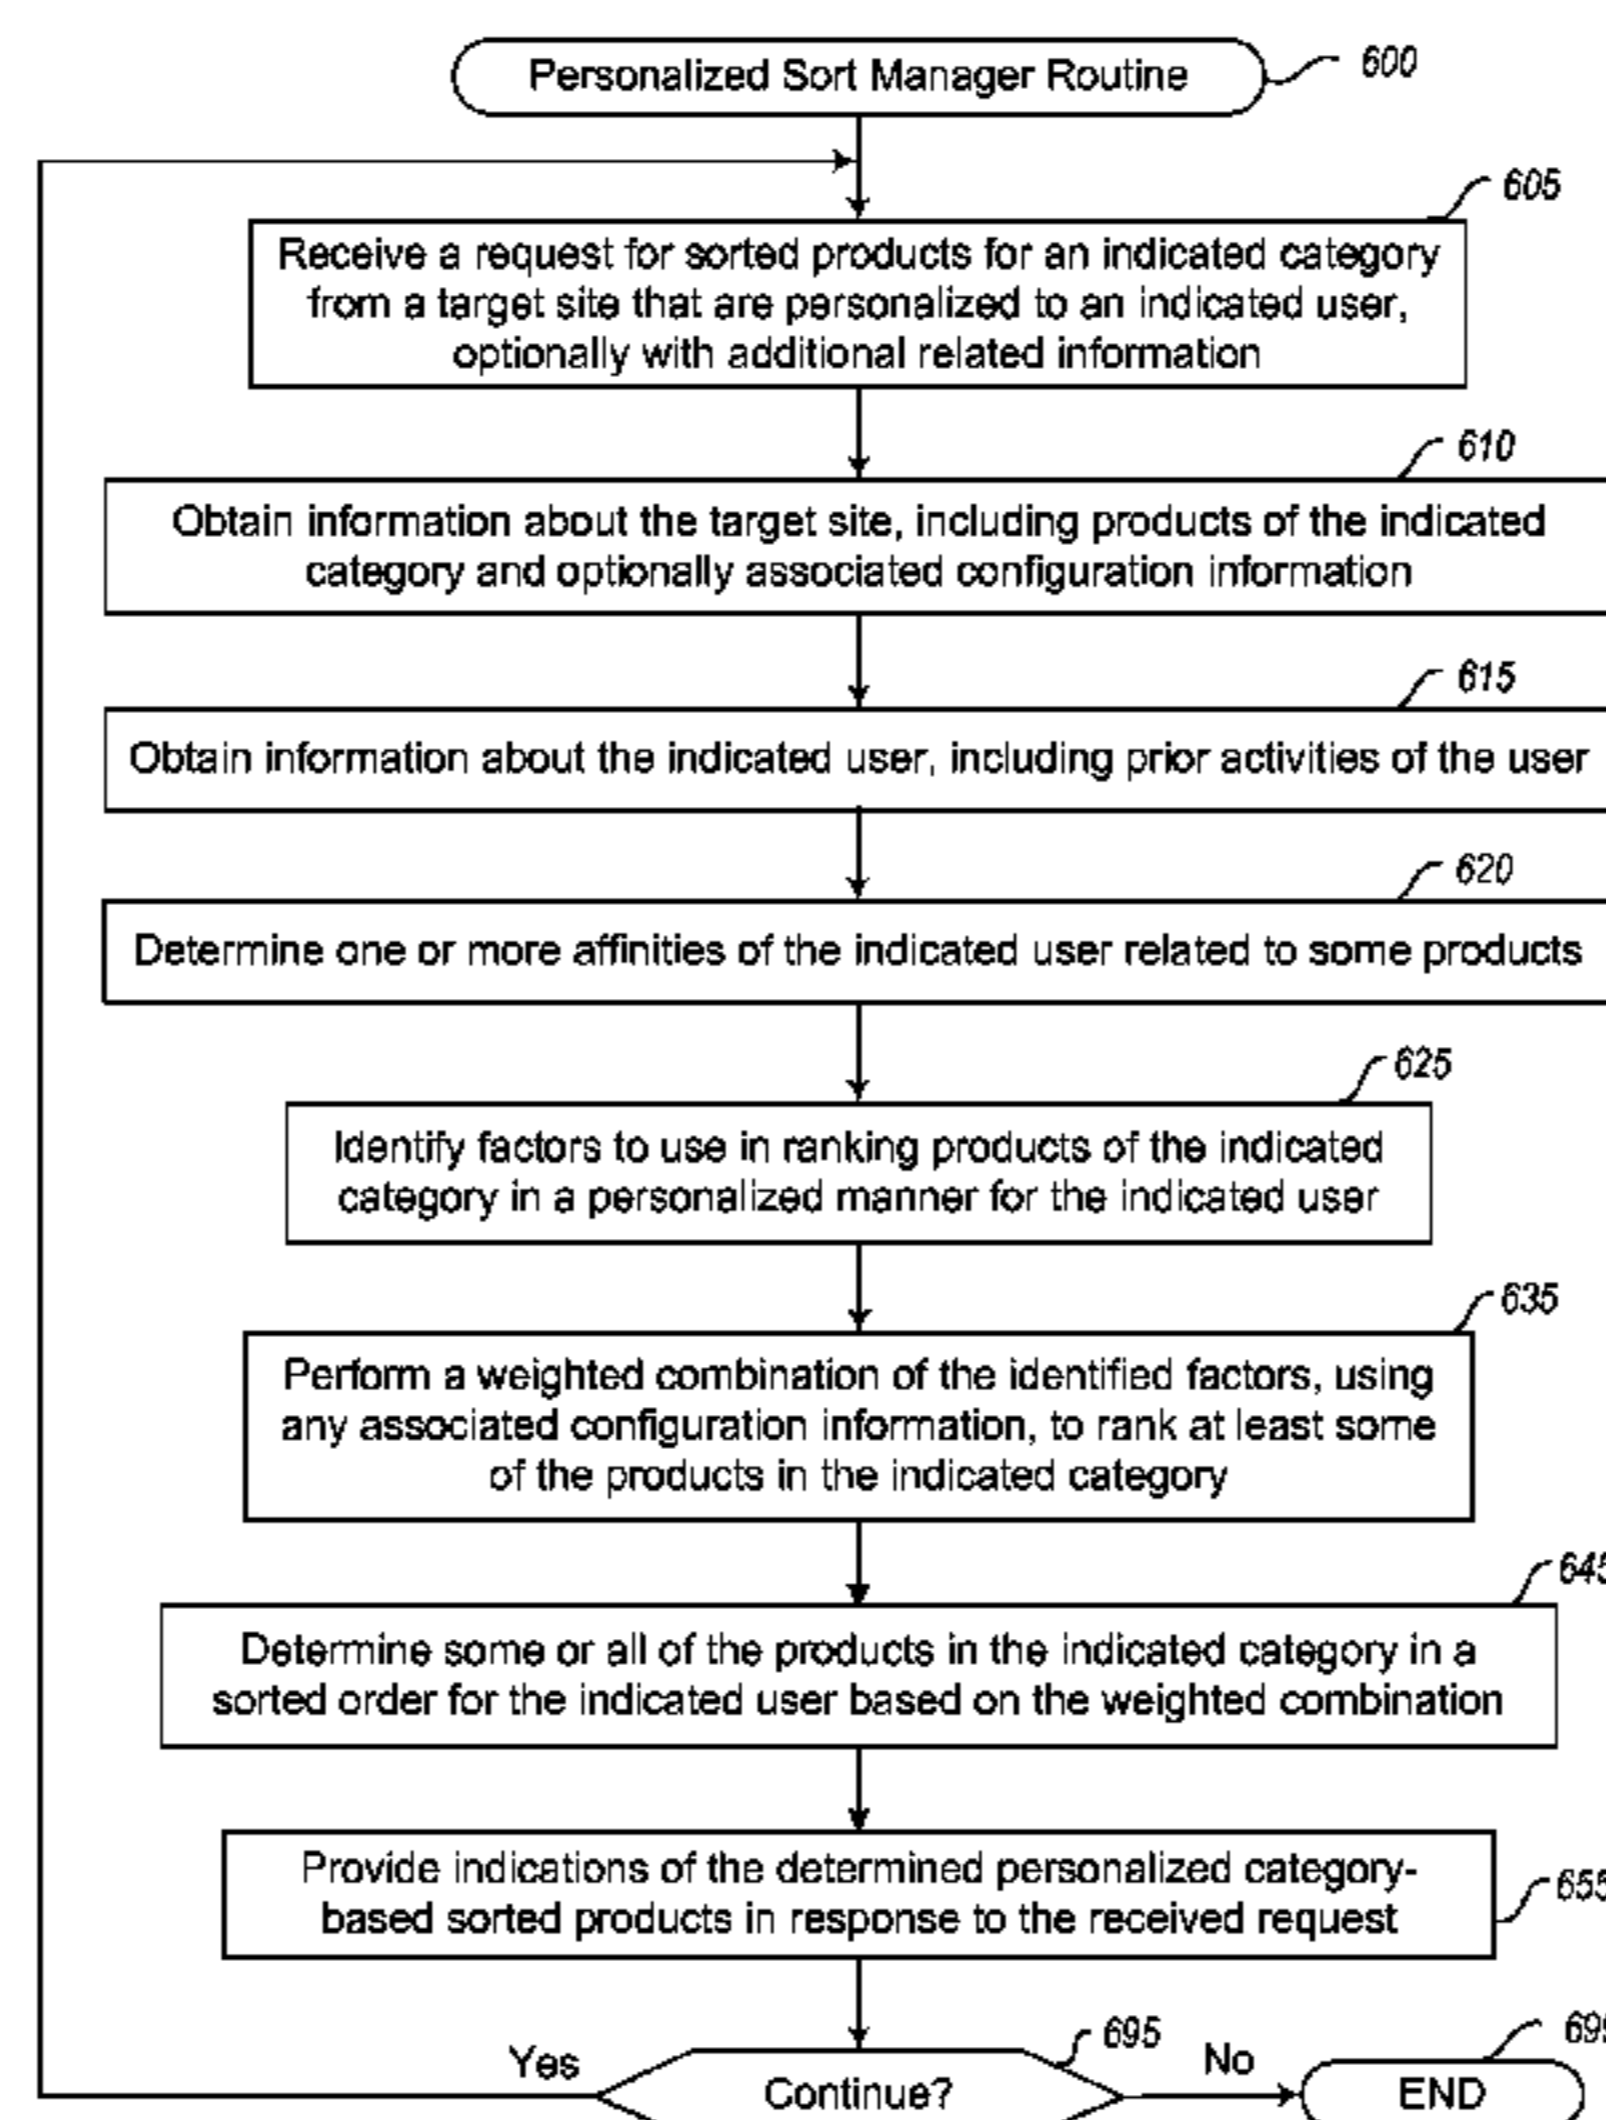 Personalized Sort Manager Routine
600
605
Receive a request for sorted products for an indicated category
from a target site that are personalized to an indicated user,
optionally with additional related information
610
Obtain information about the target site, including products of the indicated
category and optionally associated configuration information
615
Obtain information about the indicated user, including prior activities of the user
620
Determine one or more affinities of the indicated user related to some products
625
Identify factors to use in ranking products of the indicated
category in a personalized manner for the indicated user
635
Perform a weighted combination of the identified factors, using
any associated configuration information, to rank at least some
of the products in the indicated category
645
Determine some or all of the products in the indicated category in a
sorted order for the indicated user based on the weighted combination
Provide indications of the determined personalized category-
based sorted products in response to the received request
655
695
699
Yes
Continue?
No
END